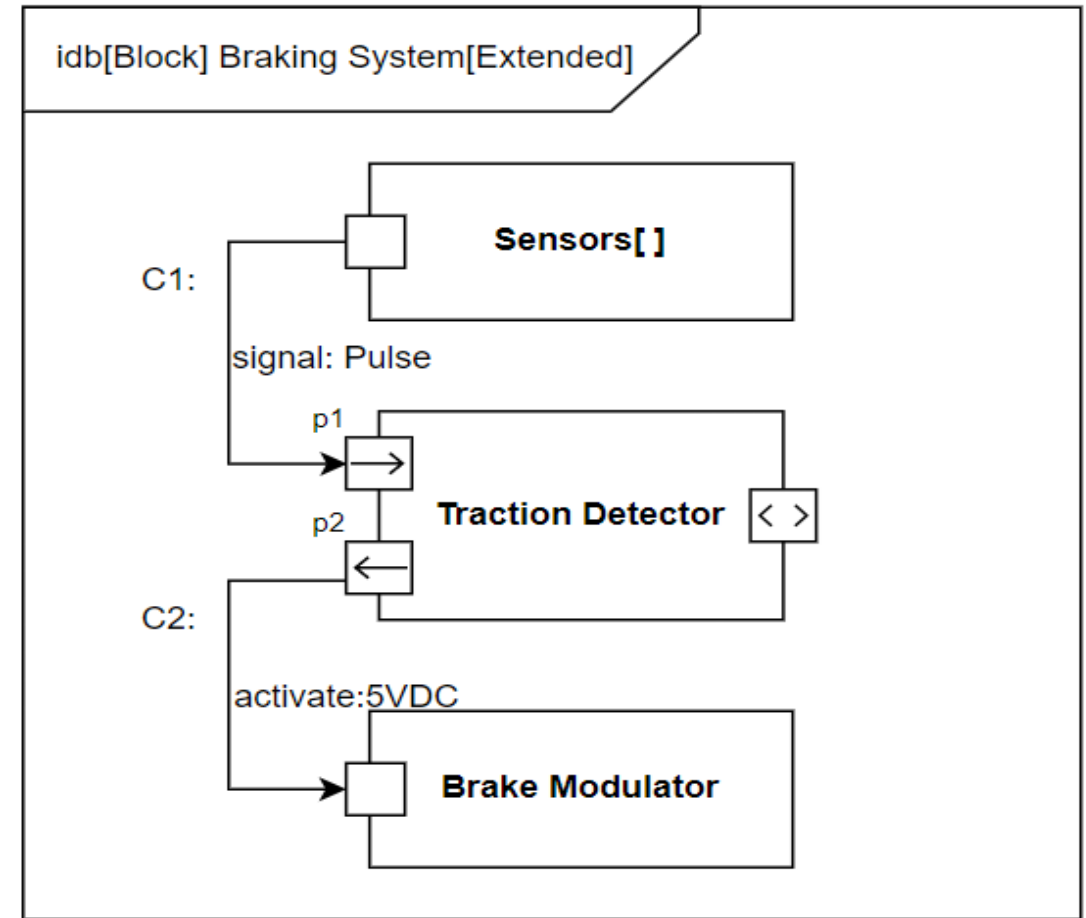 idb[Block] Braking System[Extended]
Sensors[ ]
C1:
signal: Pulse
p1
Traction Detector
p2
C2:
activate:5VDC
Brake Modulator